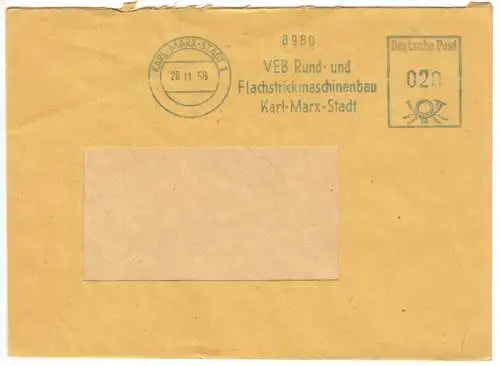 KARL-MARX-STADT 1
8980
Deutsche Post
VEB Rund- und
Flachstrickmaschinenbau
Karl-Marx-Stadt
020